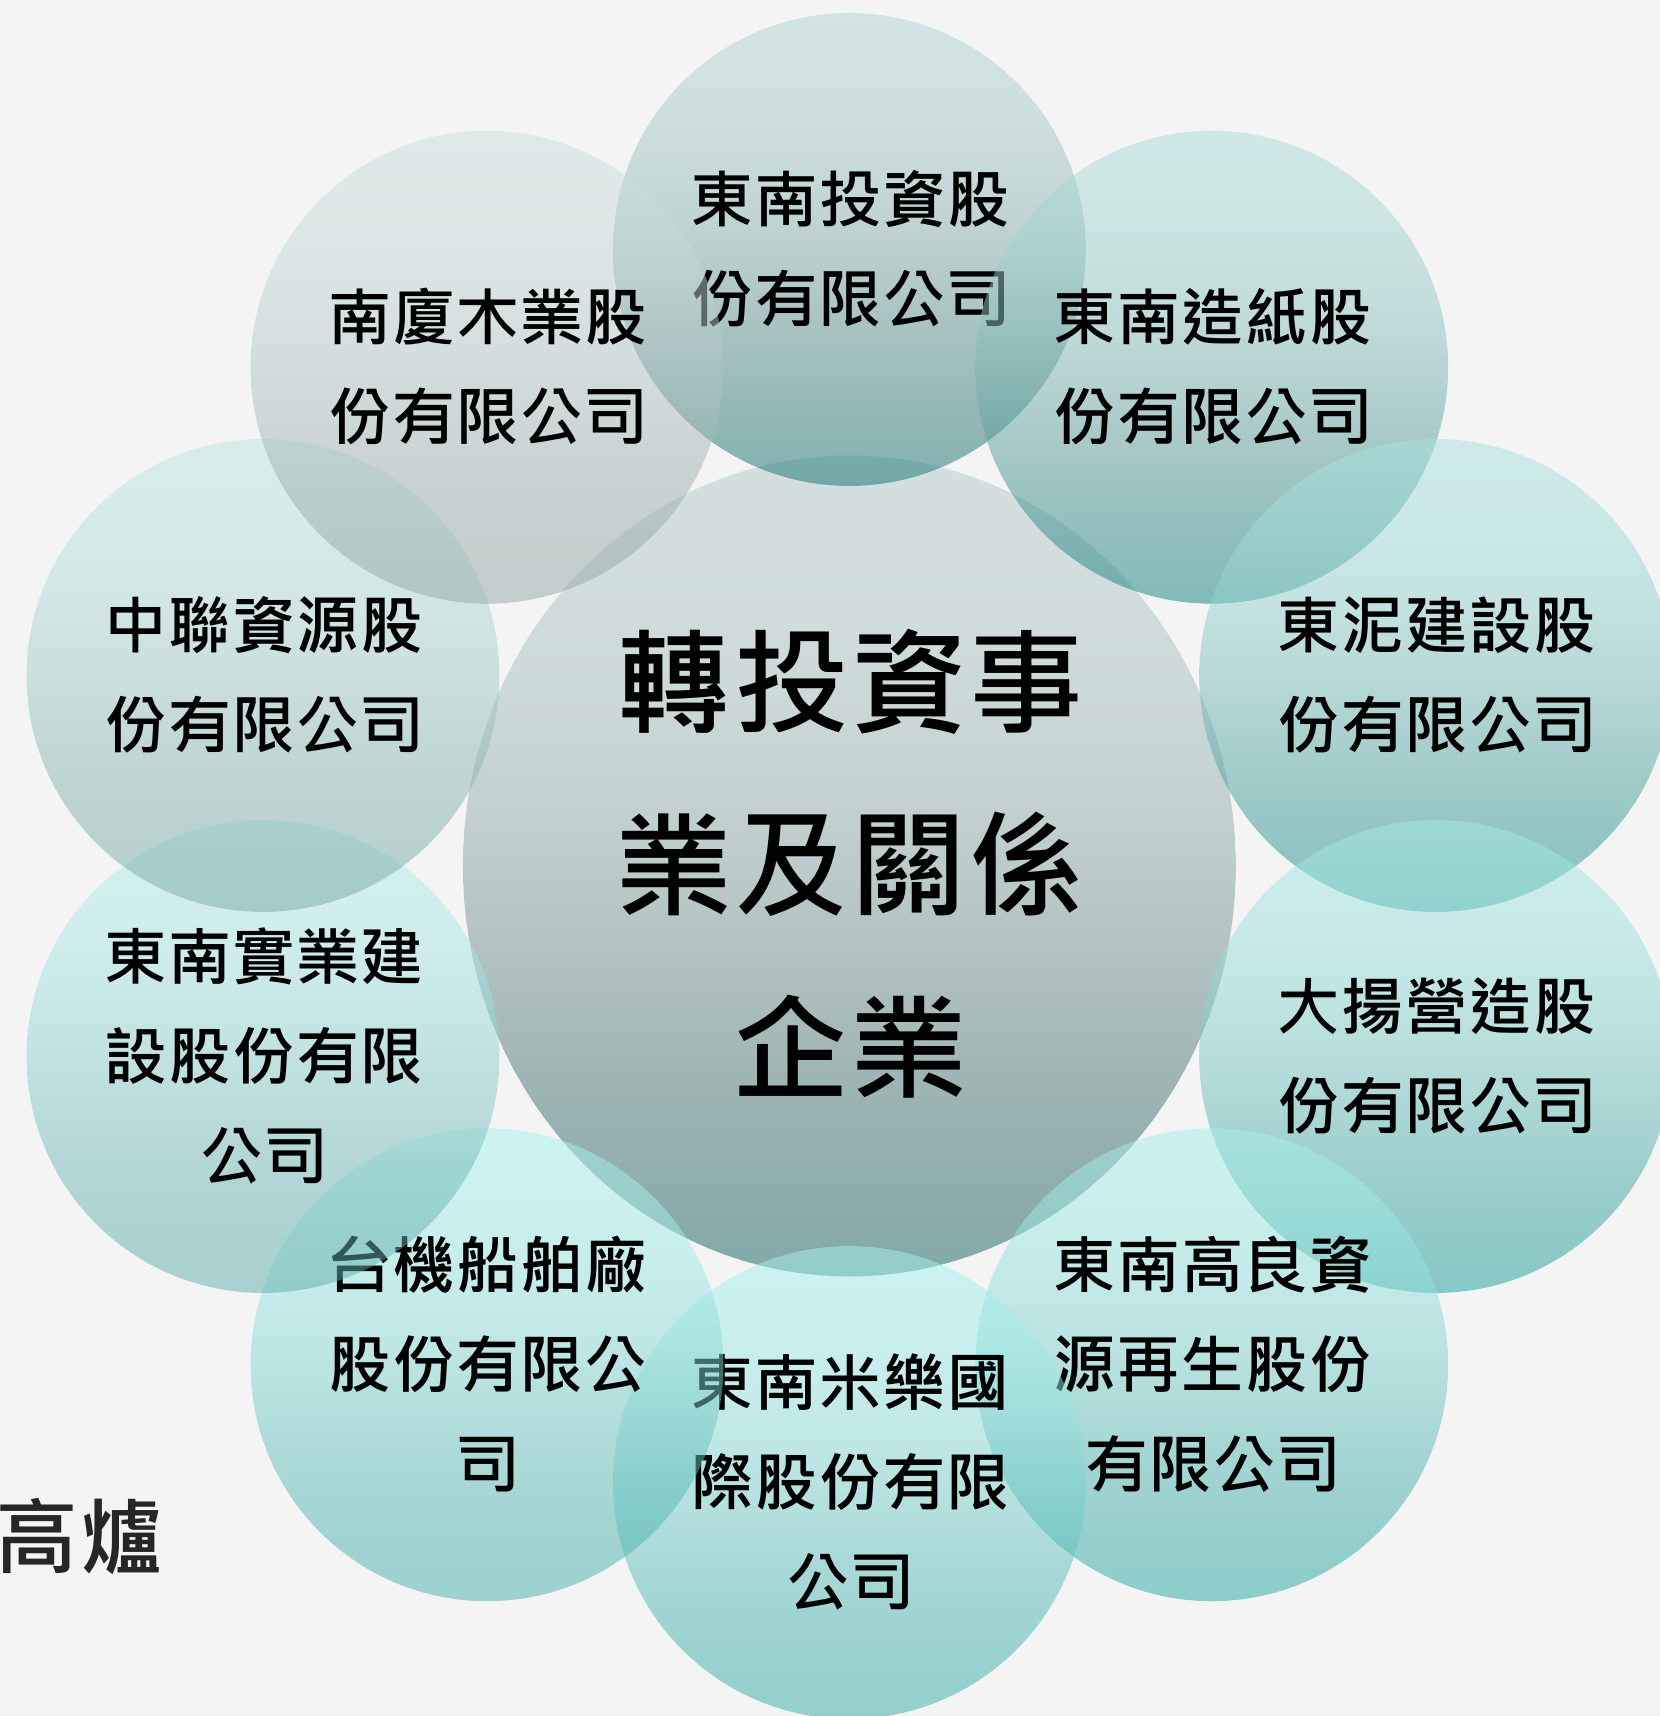 東南投資股
份有限公司
東南造紙股
份有限公司
東泥建設股
份有限公司
大揚營造股
份有限公司
東南高良資
源再生股份
有限公司
東南米樂國
際股份有限
公司
台機船舶廠
股份有限公
司
東南實業建
設股份有限
公司
中聯資源股
份有限公司
南廈木業股
份有限公司
轉投資事
業及關係
企業
高爐